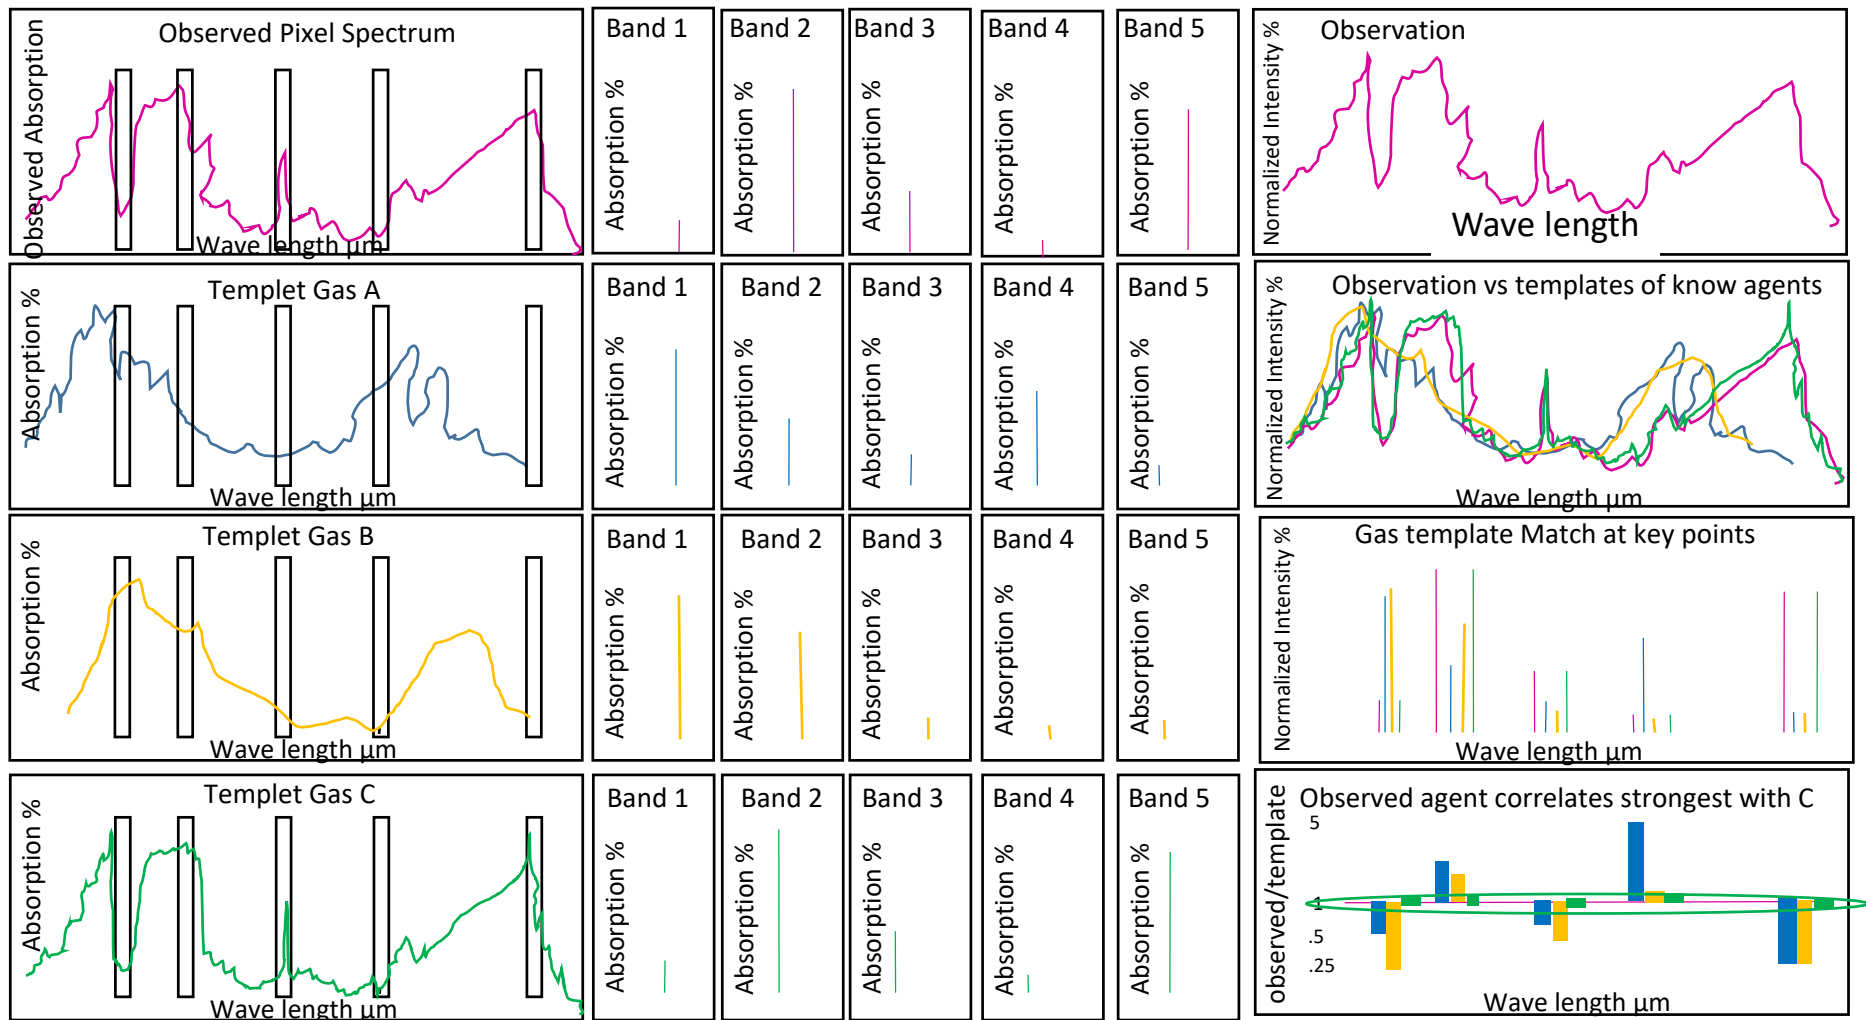 Observed Pixel Spectrum
Observed Absorption
Wave length µm
Band 1
Absorption %
Band 2
Absorption %
Band 3
Absorption %
Band 4
Absorption %
Band 5
Absorption %
Observation
Normalized Intensity %
Wave length
Templet Gas A
Absorption %
Wave length µm
Band 1
Absorption %
Band 2
Absorption %
Band 3
Absorption %
Band 4
Absorption %
Band 5
Absorption %
Observation vs templates of know agents
Normalized Intensity %
Wave length µm
Templet Gas B
Absorption %
Wave length µm
Band 1
Absorption %
Band 2
Absorption %
Band 3
Absorption %
Band 4
Absorption %
Band 5
Absorption %
Gas template Match at key points
Normalized Intensity %
Wave length µm
Templet Gas C
Absorption %
Wave length µm
Band 1
Absorption %
Band 2
Absorption %
Band 3
Absorption %
Band 4
Absorption %
Band 5
Absorption %
Observed agent correlates strongest with C
observed/template
5
1
.5
.25
Wave length µm